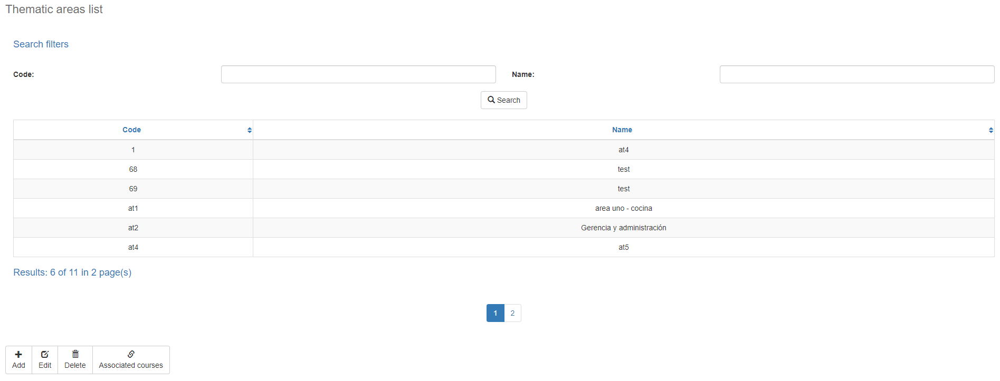 Thematic areas list
Search filters
Code: Name:
Search
Code Name
1 at4
68 test
69 test
at1 area uno - cocina
at2 Gerencia y administración
at4 at5
Results: 6 of 11 in 2 page(s)
1 2
Add Edit Delete Associated courses